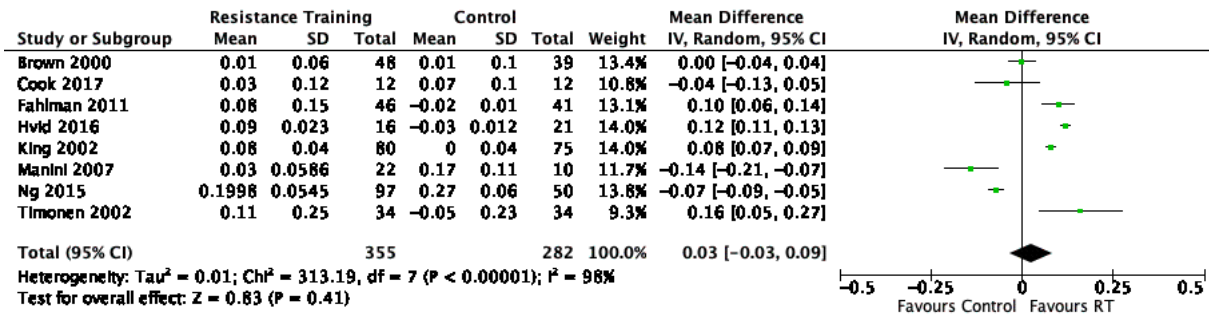 Resistance Training Control Mean Difference Mean Difference
Study or Subgroup Mean SD Total Mean SD Total Weight IV, Random, 95% CI IV, Random, 95% CI
Brown 2000 0.01 0.06 48 0.01 0.1 39 13.4% 0.00 [-0.04, 0.04]
Cook 2017 0.03 0.12 12 0.07 0.1 12 10.8% -0.04 [-0.13, 0.05]
Fahlman 2011 0.08 0.15 46 -0.02 0.01 41 13.1% 0.10 [0.06, 0.14]
Hvid 2016 0.09 0.023 16 -0.03 0.012 21 14.0% 0.12 [0.11, 0.13]
King 2002 0.08 0.04 80 0 0.04 75 14.0% 0.08 [0.07, 0.09]
Manini 2007 0.03 0.0586 22 0.17 0.11 10 11.7% -0.14 [-0.21, -0.07]
Ng 2015 0.1998 0.0545 97 0.27 0.06 50 13.8% -0.07 [-0.09, -0.05]
Timonen 2002 0.11 0.25 34 -0.05 0.23 34 9.3% 0.16 [0.05, 0.27]
Total (95% CI) 355 282 100.0% 0.03 [-0.03, 0.09]
Heterogeneity: Tau² = 0.01; Chi² = 313.19, df = 7 (P < 0.00001); I² = 98%
Test for overall effect: Z = 0.83 (P = 0.41)
-0.5 -0.25 0 0.25 0.5
Favours Control Favours RT